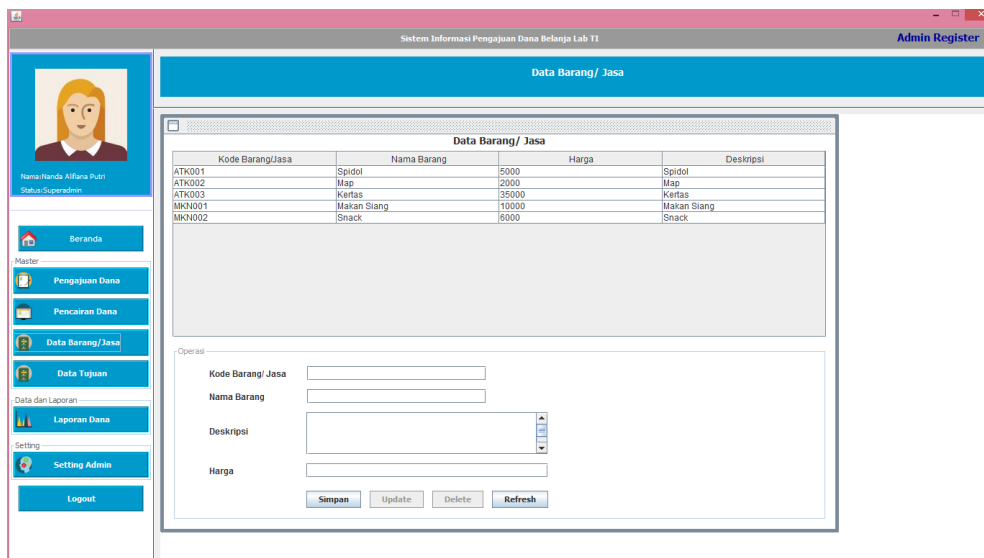 Sistem Informasi Pengajuan Dana Belanja Lab TI
Admin Register
Data Barang/ Jasa
Nama:Nanda Alifiana Putri
Status:Superadmin
Beranda
Master
Pengajuan Dana
Pencairan Dana
Data Barang/Jasa
Data Tujuan
Data dan Laporan
Laporan Dana
Setting
Setting Admin
Logout
Data Barang/ Jasa
Kode Barang/Jasa Nama Barang Harga Deskripsi
ATK001 Spidol 5000 Spidol
ATK002 Map 2000 Map
ATK003 Kertas 35000 Kertas
MKN001 Makan Siang 10000 Makan Siang
MKN002 Snack 6000 Snack
Operasi
Kode Barang/ Jasa
Nama Barang
Deskripsi
Harga
Simpan Update Delete Refresh